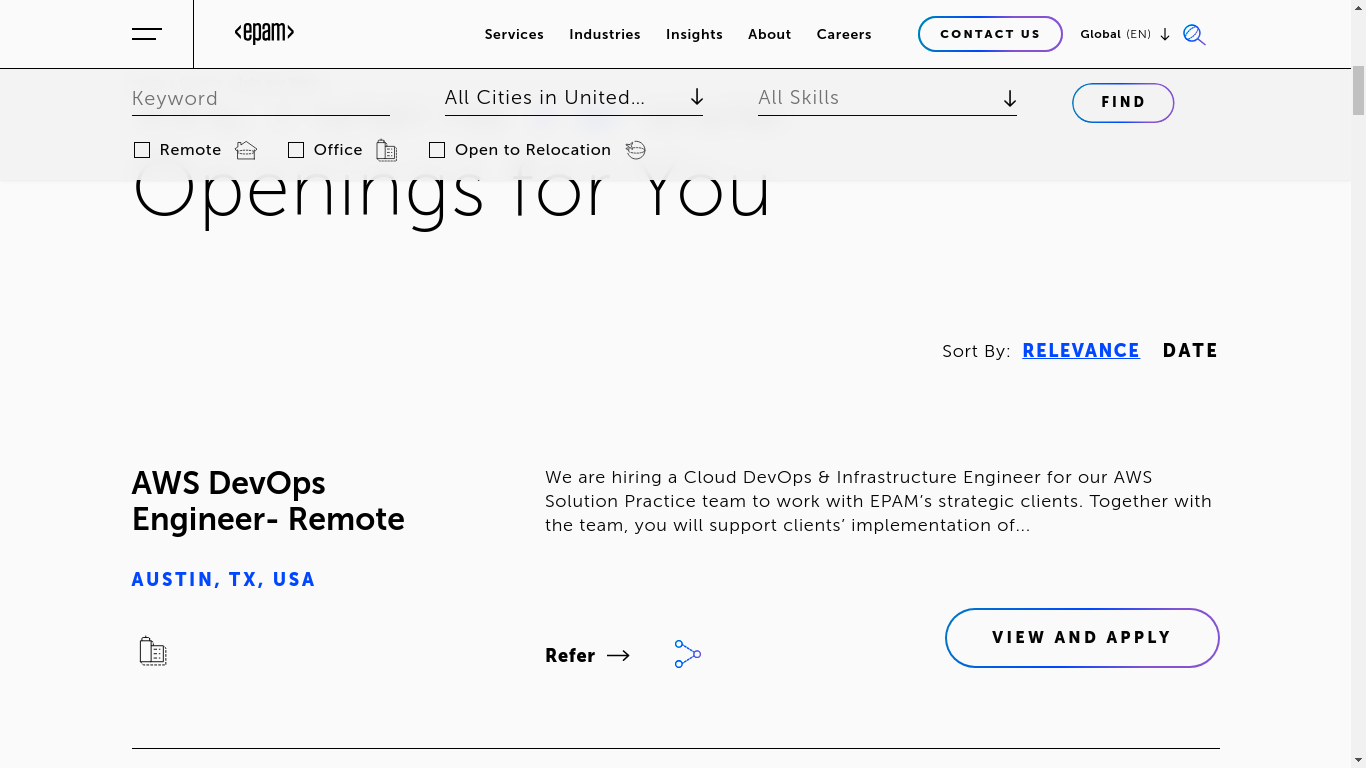 <epam>
Services Industries Insights About Careers CONTACT US Global (EN)
Keyword All Cities in United... All Skills FIND
Remote Office Open to Relocation
Openings for You
Sort By: RELEVANCE DATE
AWS DevOps
Engineer- Remote
We are hiring a Cloud DevOps & Infrastructure Engineer for our AWS
Solution Practice team to work with EPAM’s strategic clients. Together with
the team, you will support clients’ implementation of...
AUSTIN, TX, USA
Refer
VIEW AND APPLY